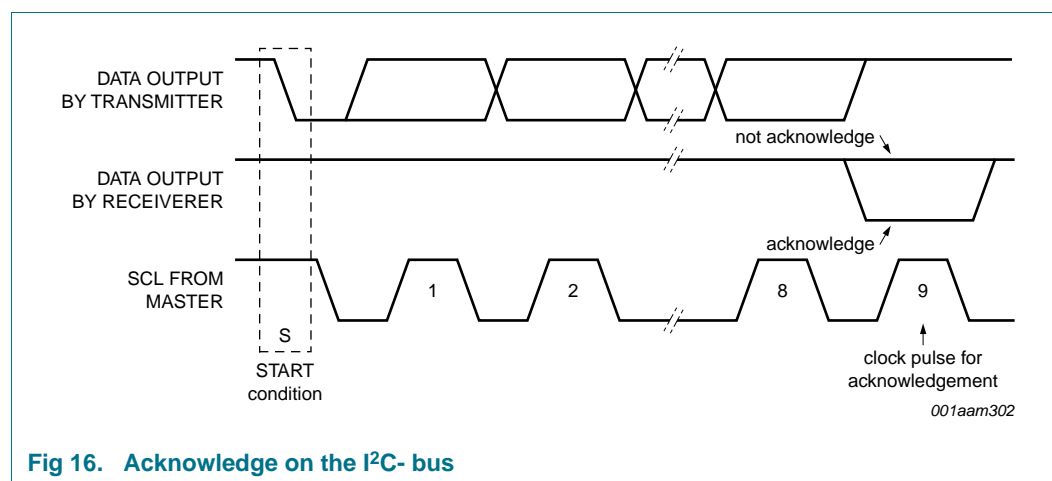 DATA OUTPUT
BY TRANSMITTER
not acknowledge
DATA OUTPUT
BY RECEIVERER
acknowledge
SCL FROM
MASTER
1
2
8
9
S
START
condition
clock pulse for
acknowledgement
001aam302
Fig 16. Acknowledge on the I²C- bus